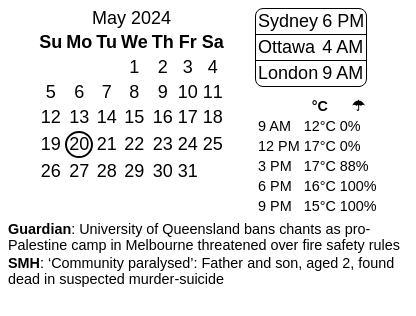 May 2024
Su Mo Tu We Th Fr Sa
1 2 3 4
5 6 7 8 9 10 11
12 13 14 15 16 17 18
19 20 21 22 23 24 25
26 27 28 29 30 31
Sydney 6 PM
Ottawa 4 AM
London 9 AM
°C ☂
9 AM 12°C 0%
12 PM 17°C 0%
3 PM 17°C 88%
6 PM 16°C 100%
9 PM 15°C 100%
Guardian: University of Queensland bans chants as pro-
Palestine camp in Melbourne threatened over fire safety rules
SMH: ‘Community paralysed’: Father and son, aged 2, found
dead in suspected murder-suicide